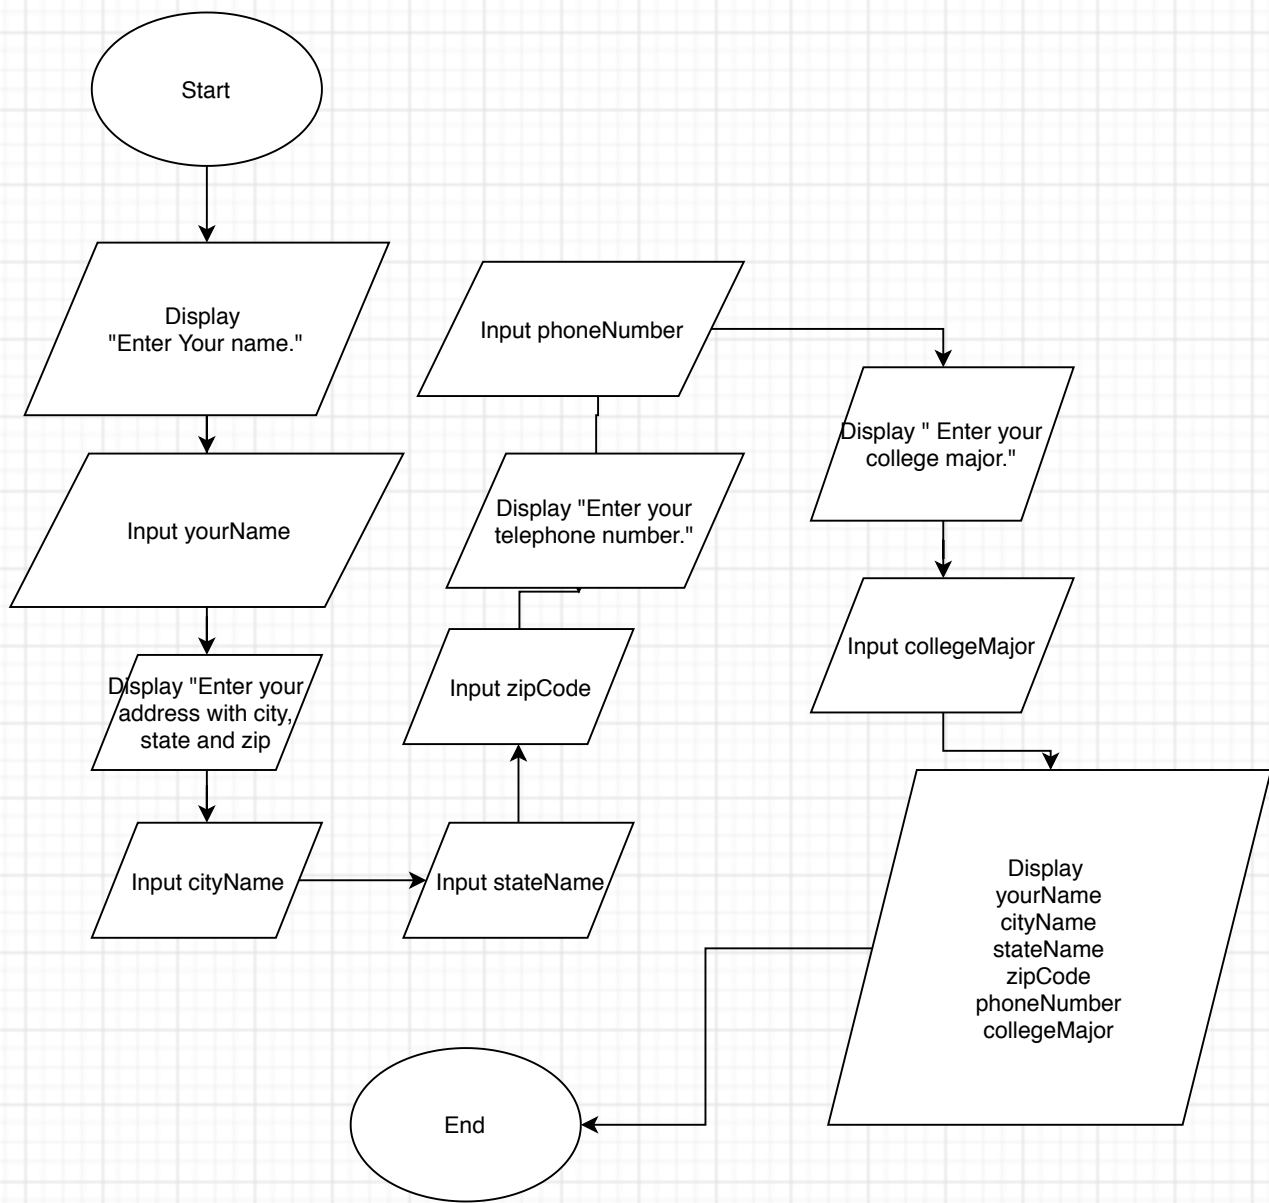 Start
Display
"Enter Your name."
Input yourName
Display "Enter your
address with city,
state and zip
Input cityName
Input stateName
Input zipCode
Display "Enter your
telephone number."
Input phoneNumber
Display " Enter your
college major."
Input collegeMajor
Display
yourName
cityName
stateName
zipCode
phoneNumber
collegeMajor
End